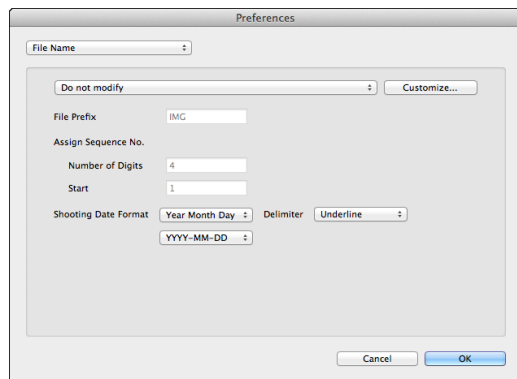 Preferences
File Name
Do not modify Customize...
File Prefix IMG
Assign Sequence No.
Number of Digits 4
Start 1
Shooting Date Format Year Month Day Delimiter Underline
YYYY-MM-DD
Cancel OK